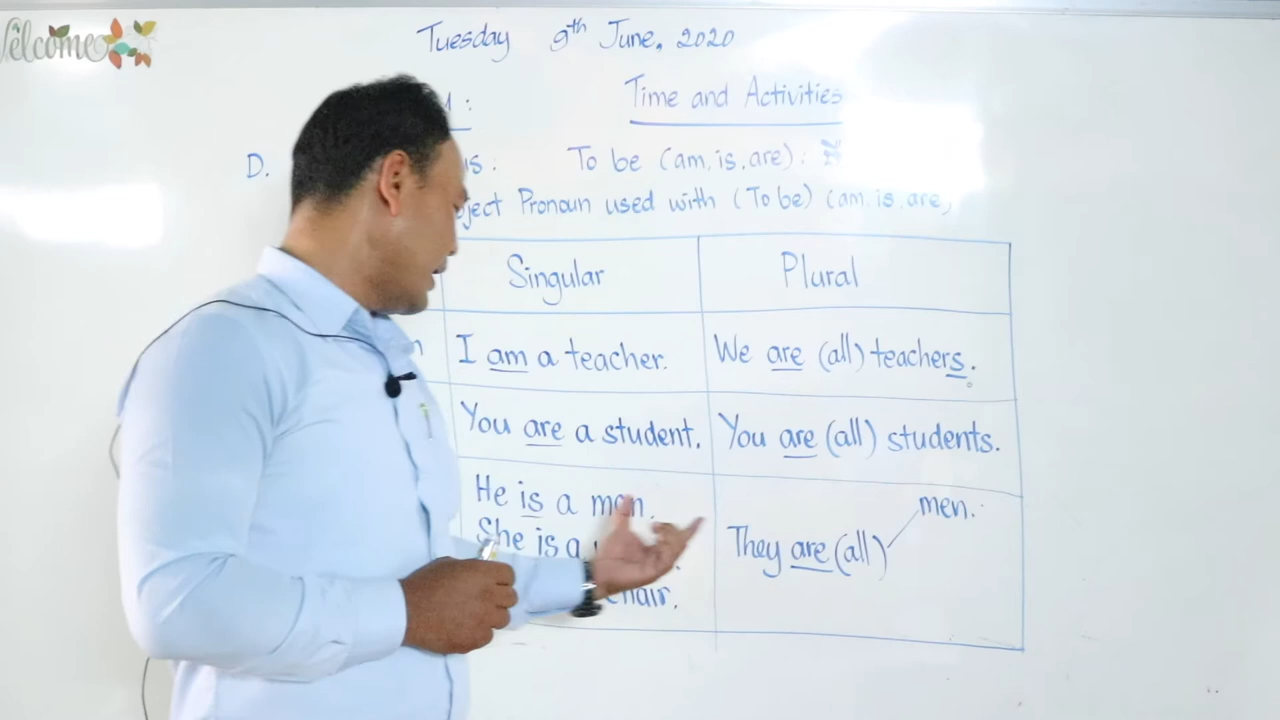 Welcome
Tuesday 9th June, 2020
Time and Activities
D. To be (am, is, are):
Pronoun used with (To be) (am, is, are)
Singular Plural
I am a teacher. We are (all) teachers.
You are a student. You are (all) students.
He is a man. men.
She is a They are (all)
chair.